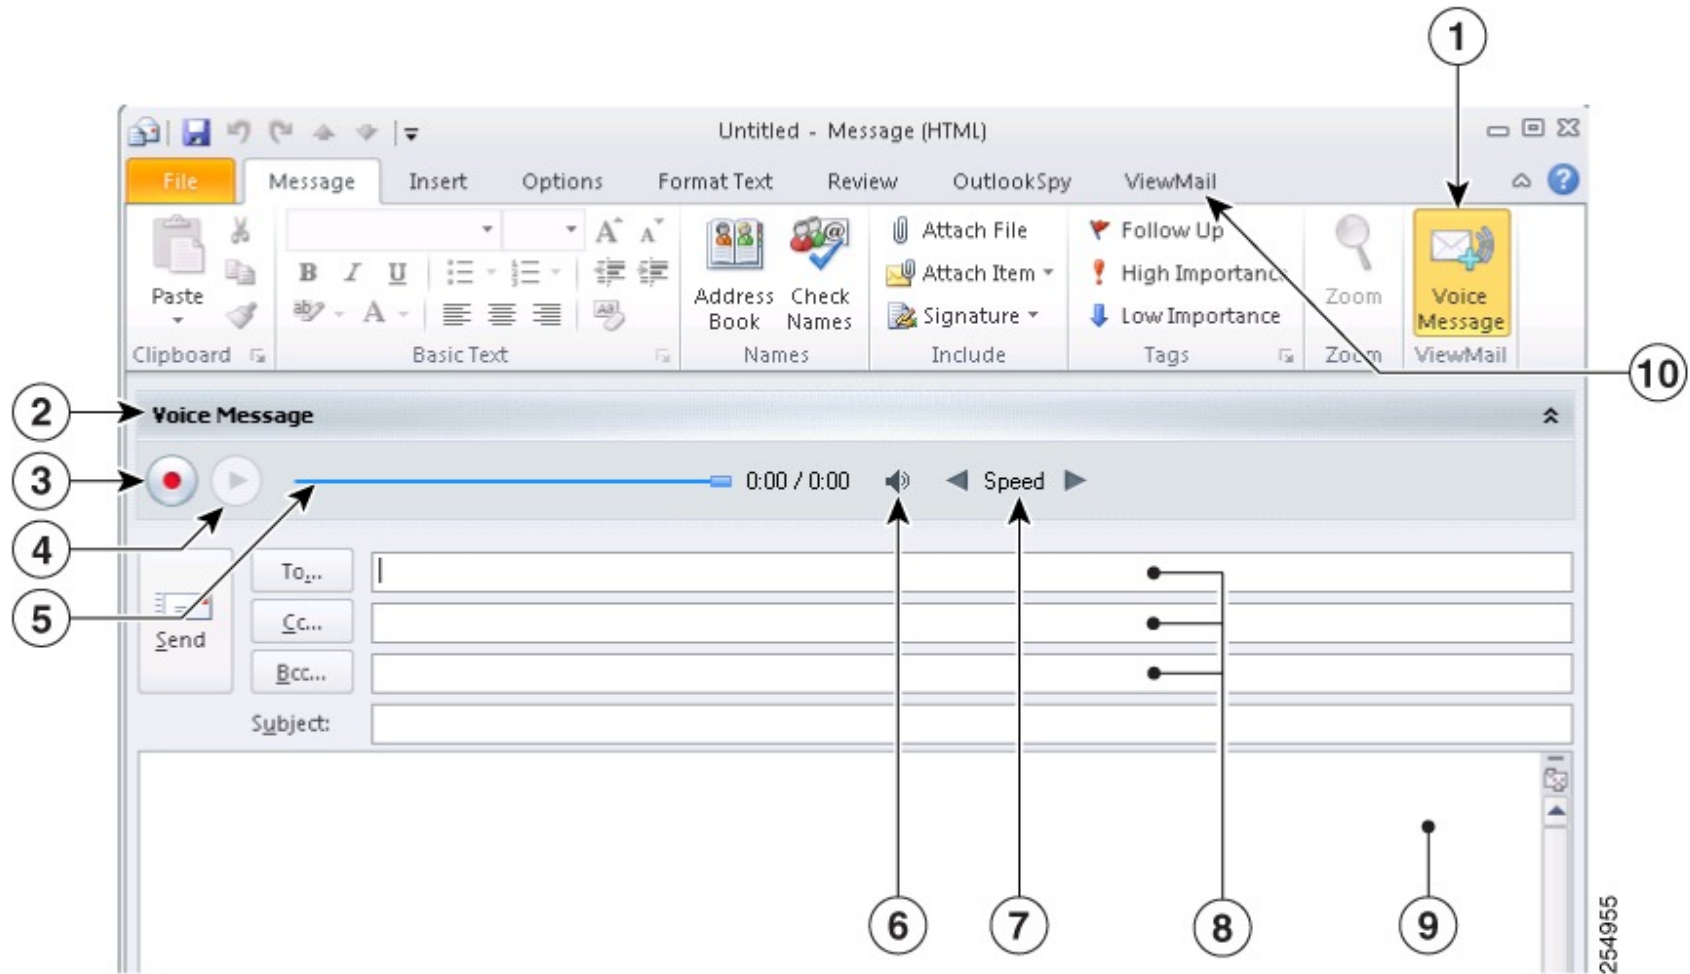 1
Untitled - Message (HTML)
File Message Insert Options Format Text Review OutlookSpy ViewMail
Paste
B I U
A A
ab A
Aa
Address Book
Check Names
Attach File
Attach Item
Signature
Follow Up
High Importance
Low Importance
Zoom
Voice Message
Clipboard Basic Text Names Include Tags Zoom ViewMail
10
2 Voice Message
3 0:00 / 0:00 Speed
4
5
To...
Cc...
Bcc...
Send
Subject:
6 7 8 9
254955